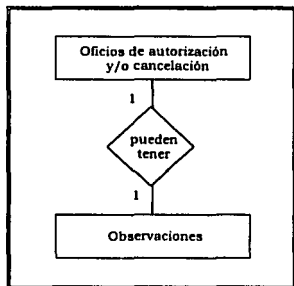 Oficios de autorización
y/o cancelación
1
pueden
tener
1
Observaciones